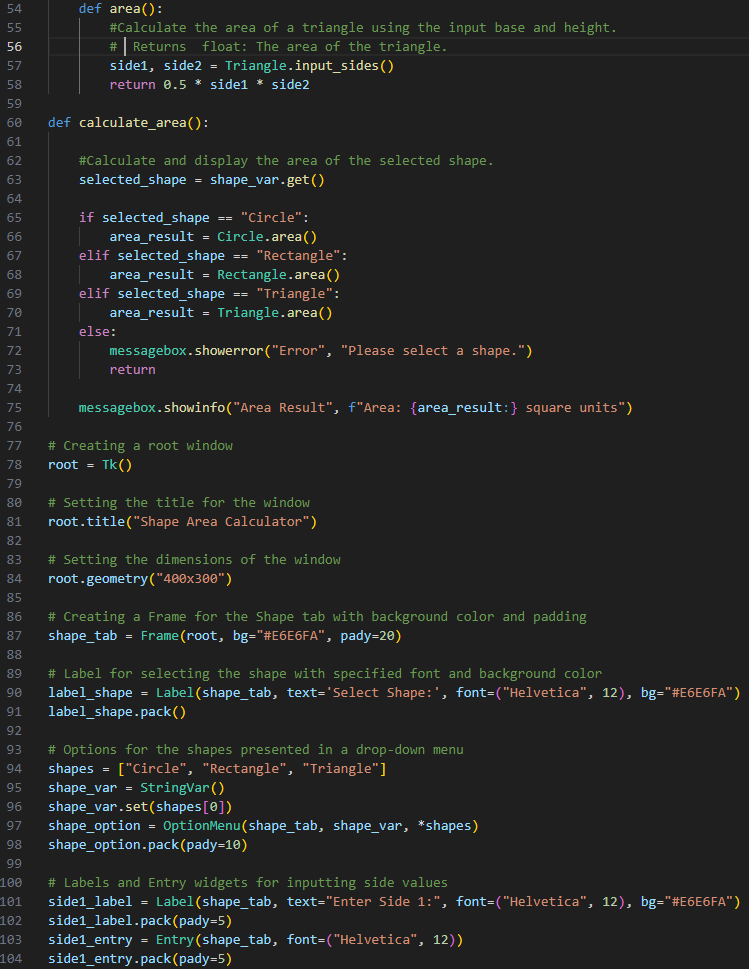 54 def area():
55 #Calculate the area of a triangle using the input base and height.
56 # Returns  float: The area of the triangle.
57 side1, side2 = Triangle.input_sides()
58 return 0.5 * side1 * side2
59
60 def calculate_area():
61
62 #Calculate and display the area of the selected shape.
63 selected_shape = shape_var.get()
64
65 if selected_shape == "Circle":
66 area_result = Circle.area()
67 elif selected_shape == "Rectangle":
68 area_result = Rectangle.area()
69 elif selected_shape == "Triangle":
70 area_result = Triangle.area()
71 else:
72 messagebox.showerror("Error", "Please select a shape.")
73 return
74
75 messagebox.showinfo("Area Result", f"Area: {area_result:} square units")
76
77 # Creating a root window
78 root = Tk()
79
80 # Setting the title for the window
81 root.title("Shape Area Calculator")
82
83 # Setting the dimensions of the window
84 root.geometry("400x300")
85
86 # Creating a Frame for the Shape tab with background color and padding
87 shape_tab = Frame(root, bg="#E6E6FA", pady=20)
88
89 # Label for selecting the shape with specified font and background color
90 label_shape = Label(shape_tab, text='Select Shape:', font=("Helvetica", 12), bg="#E6E6FA")
91 label_shape.pack()
92
93 # Options for the shapes presented in a drop-down menu
94 shapes = ["Circle", "Rectangle", "Triangle"]
95 shape_var = StringVar()
96 shape_var.set(shapes[0])
97 shape_option = OptionMenu(shape_tab, shape_var, *shapes)
98 shape_option.pack(pady=10)
99
100 # Labels and Entry widgets for inputting side values
101 side1_label = Label(shape_tab, text="Enter Side 1:", font=("Helvetica", 12), bg="#E6E6FA")
102 side1_label.pack(pady=5)
103 side1_entry = Entry(shape_tab, font=("Helvetica", 12))
104 side1_entry.pack(pady=5)